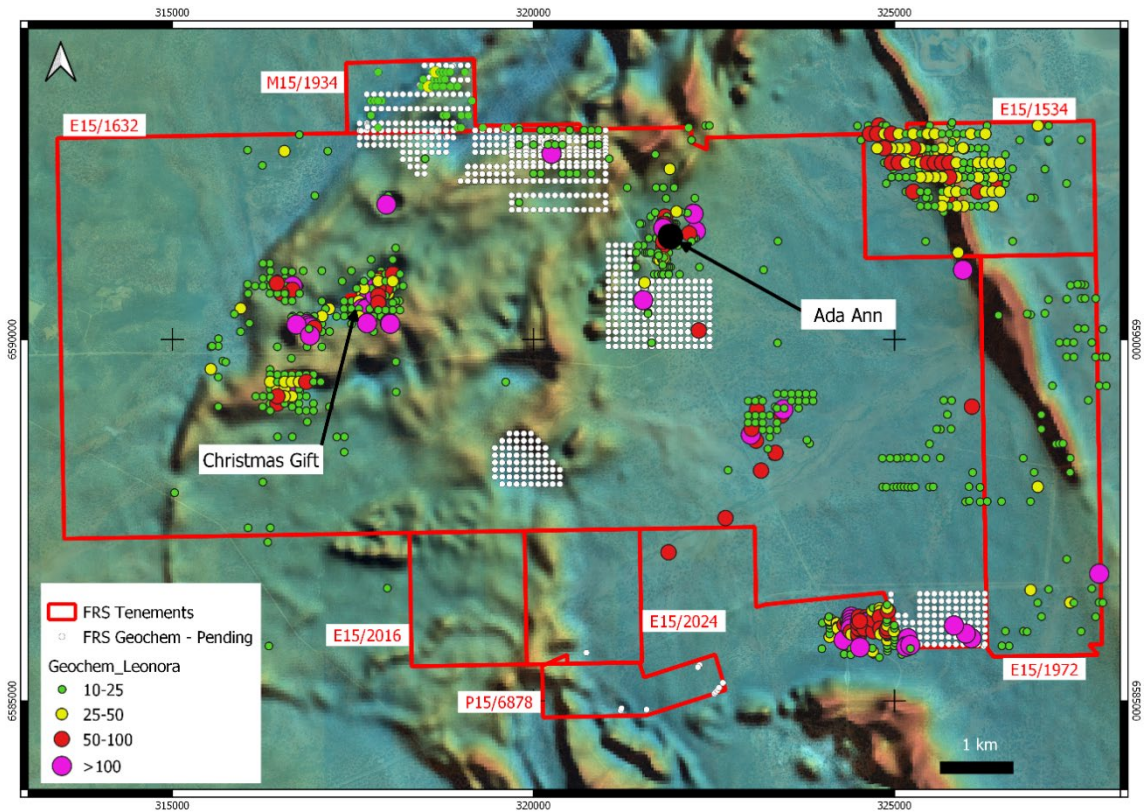 315000
320000
325000
M15/1934
E15/1632
E15/1534
Ada Ann
6590000
6590000
Christmas Gift
FRS Tenements
FRS Geochem - Pending
Geochem_Leonora
10-25
25-50
50-100
>100
E15/2016
E15/2024
E15/1972
P15/6878
6585000
6585000
1 km
315000
320000
325000